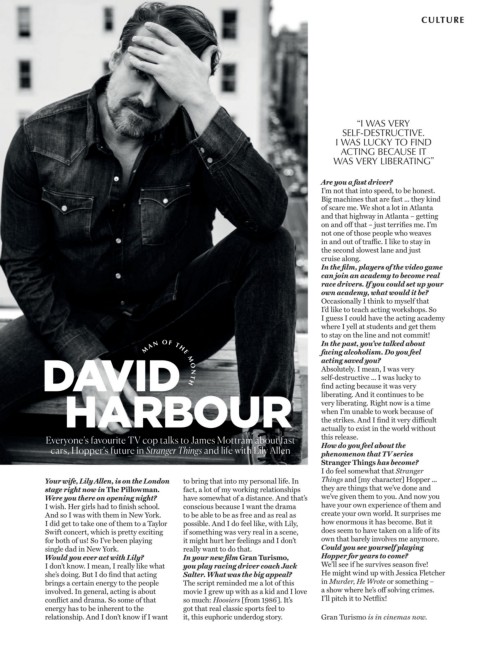 CULTURE
"I WAS VERY
SELF-DESTRUCTIVE.
I WAS LUCKY TO FIND
ACTING BECAUSE IT
WAS VERY LIBERATING"
MAN OF THE MONTH
DAVID
HARBOUR
Everyone's favourite TV cop talks to James Mottram about fast
cars, Hopper's future in Stranger Things and life with Lily Allen
Your wife, Lily Allen, is on the London
stage right now in The Pillowman.
Were you there on opening night?
I wish. Her girls had to finish school.
And so I was with them in New York.
I did get to take one of them to a Taylor
Swift concert, which is pretty exciting
for both of us! So I've been playing
single dad in New York.
Would you ever act with Lily?
I don't know. I mean, I really like what
she's doing. But I do find that acting
brings a certain energy to the people
involved. In general, acting is about
conflict and drama. So some of that
energy has to be inherent to the
relationship. And I don't know if I want
to bring that into my personal life. In
fact, a lot of my working relationships
have somewhat of a distance. And that's
conscious because I want the drama
to be able to be as free and as real as
possible. And I do feel like, with Lily,
if something was very real in a scene,
it might hurt her feelings and I don't
really want to do that.
In your new film Gran Turismo,
you play racing driver coach Jack
Salter. What was the big appeal?
The script reminded me a lot of this
movie I grew up with as a kid and I love
so much: Hoosiers [from 1986]. It's
got that real classic sports feel to
it, this euphoric underdog story.
Are you a fast driver?
I'm not that into speed, to be honest.
Big machines that are fast ... they kind
of scare me. We shot a lot in Atlanta
and that highway in Atlanta – getting
on and off that – just terrifies me. I'm
not one of those people who weaves
in and out of traffic. I like to stay in
the second slowest lane and just
cruise along.
In the film, players of the video game
can join an academy to become real
race drivers. If you could set up your
own academy, what would it be?
Occasionally I think to myself that
I'd like to teach acting workshops. So
I guess I could have the acting academy
where I yell at students and get them
to stay on the line and not commit!
In the past, you've talked about
facing alcoholism. Do you feel
acting saved you?
Absolutely. I mean, I was very
self-destructive ... I was lucky to
find acting because it was very
liberating. And it continues to be
very liberating. Right now is a time
when I'm unable to work because of
the strikes. And I find it very difficult
actually to exist in the world without
this release.
How do you feel about the
phenomenon that TV series
Stranger Things has become?
I do feel somewhat that Stranger
Things and [my character] Hopper ...
they are things that we've done and
we've given them to you. And now you
have your own experience of them and
create your own world. It surprises me
how enormous it has become. But it
does seem to have taken on a life of its
own that barely involves me anymore.
Could you see yourself playing
Hopper for years to come?
We'll see if he survives season five!
He might wind up with Jessica Fletcher
in Murder, He Wrote or something –
a show where he's off solving crimes.
I'll pitch it to Netflix!
Gran Turismo is in cinemas now.